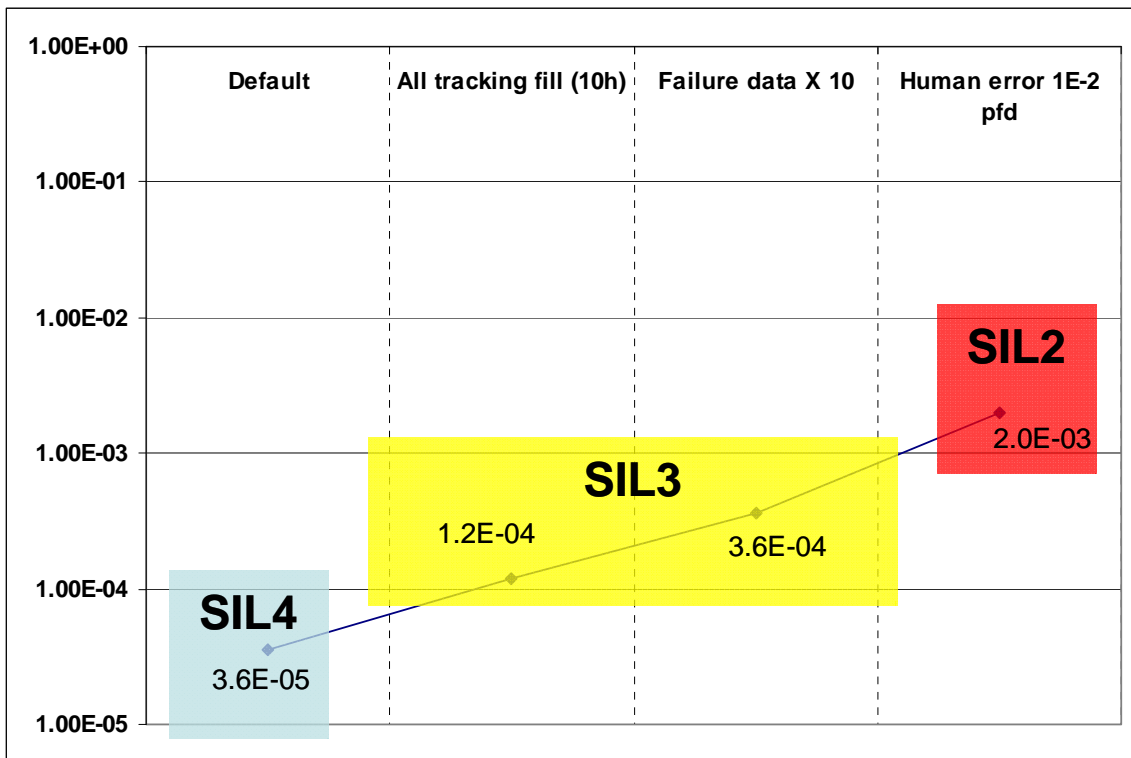 1.00E+00
Default
All tracking fill (10h)
Failure data X 10
Human error 1E-2
pfd
1.00E-01
1.00E-02
SIL2
2.0E-03
1.00E-03
SIL3
1.2E-04
3.6E-04
1.00E-04
SIL4
3.6E-05
1.00E-05